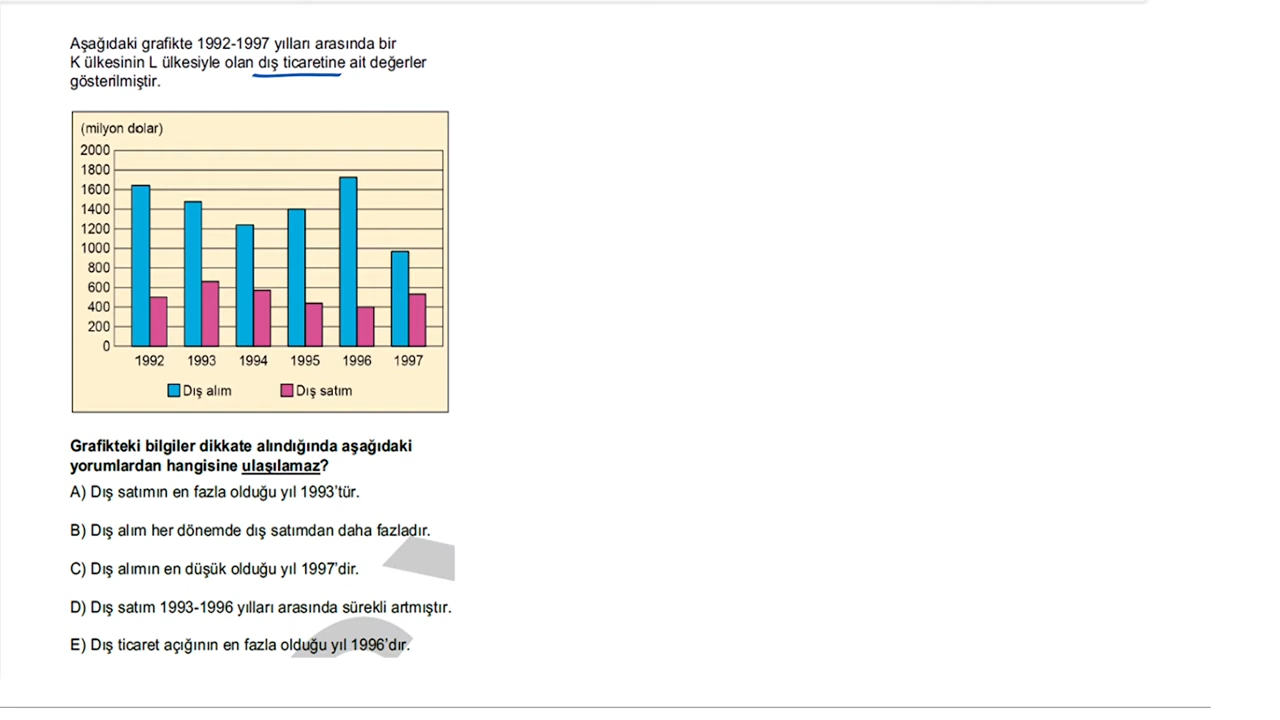 Aşağıdaki grafikte 1992-1997 yılları arasında bir
K ülkesinin L ülkesiyle olan dış ticaretine ait değerler
gösterilmiştir.
(milyon dolar)
2000
1800
1600
1400
1200
1000
800
600
400
200
0
1992 1993 1994 1995 1996 1997
Dış alım Dış satım
Grafikteki bilgiler dikkate alındığında aşağıdaki
yorumlardan hangisine ulaşılamaz?
A) Dış satımın en fazla olduğu yıl 1993'tür.
B) Dış alım her dönemde dış satımdan daha fazladır.
C) Dış alımın en düşük olduğu yıl 1997'dir.
D) Dış satım 1993-1996 yılları arasında sürekli artmıştır.
E) Dış ticaret açığının en fazla olduğu yıl 1996'dır.